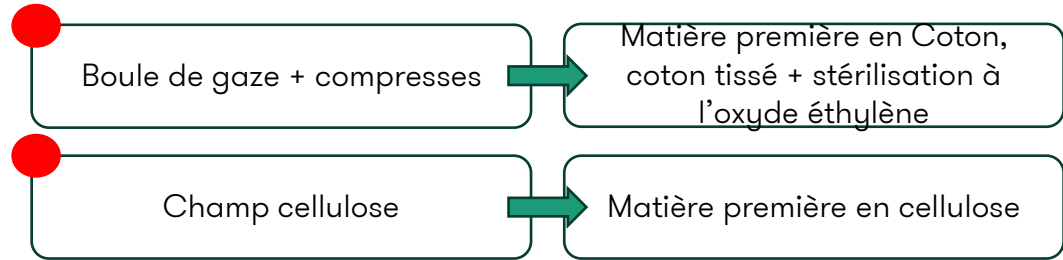 Boule de gaze + compresses
Matière première en Coton,
coton tissé + stérilisation à
l'oxyde éthylène
Champ cellulose
Matière première en cellulose